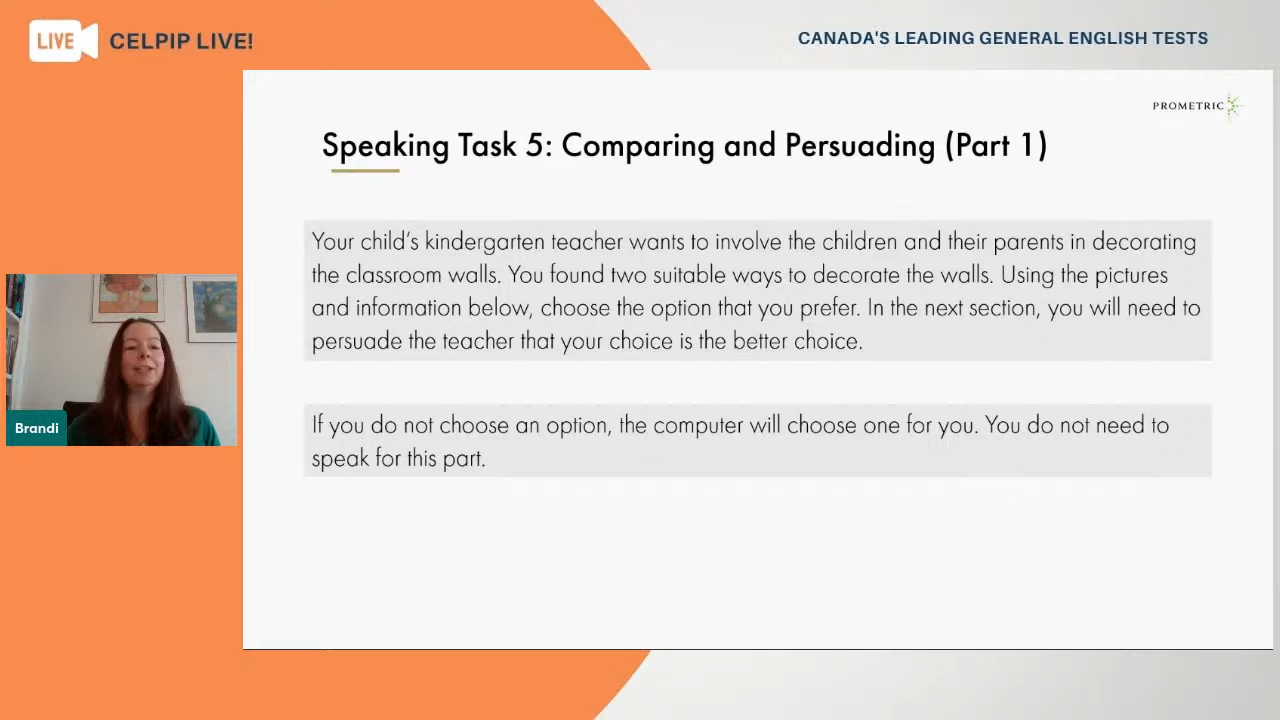 LIVE
CELPIP LIVE!
CANADA'S LEADING GENERAL ENGLISH TESTS
PROMETRIC
Speaking Task 5: Comparing and Persuading (Part 1)
Your child's kindergarten teacher wants to involve the children and their parents in decorating
the classroom walls. You found two suitable ways to decorate the walls. Using the pictures
and information below, choose the option that you prefer. In the next section, you will need to
persuade the teacher that your choice is the better choice.
If you do not choose an option, the computer will choose one for you. You do not need to
speak for this part.
Brandi